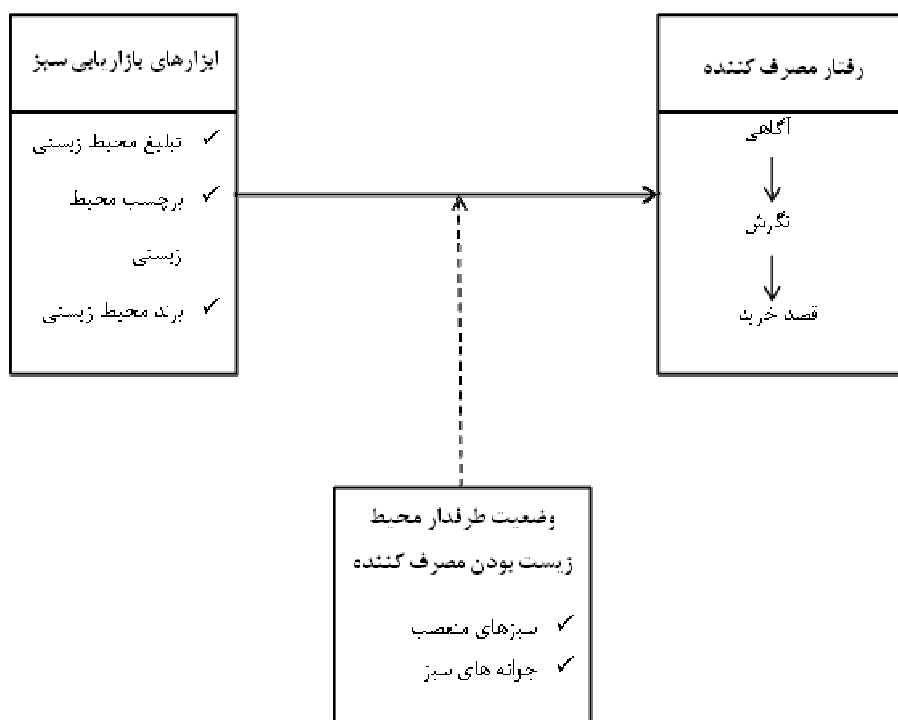 رفتار مصرف کننده
آگاهی
نگرش
قصد خرید
ابزارهای بازاریابی سبز
تبلیغ محیط زیستی
برچسب محیط
زیستی
برند محیط زیستی
وضعیت طرفدار محیط
زیست بودن مصرف کننده
سبزهای متعصب
جوانه های سبز